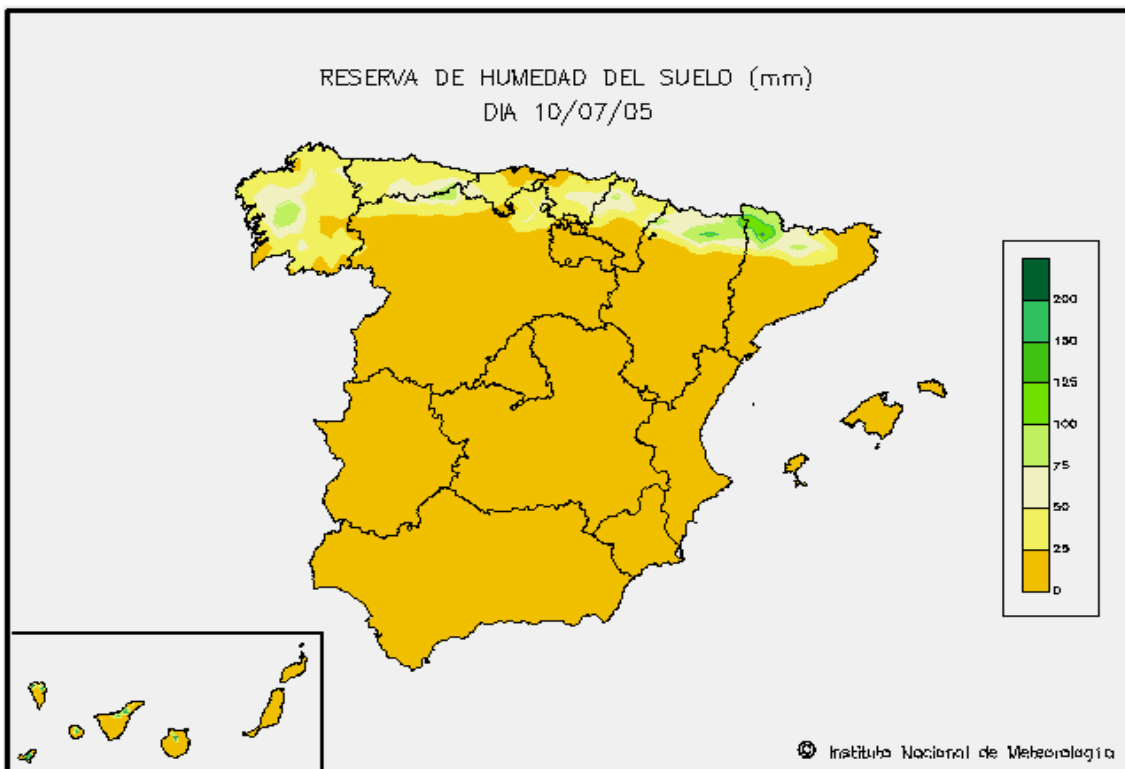 RESERVA DE HUMEDAD DEL SUELO (mm)
DIA 10/07/05
200
150
125
100
75
50
25
0
© Instituto Nacional de Meteorología